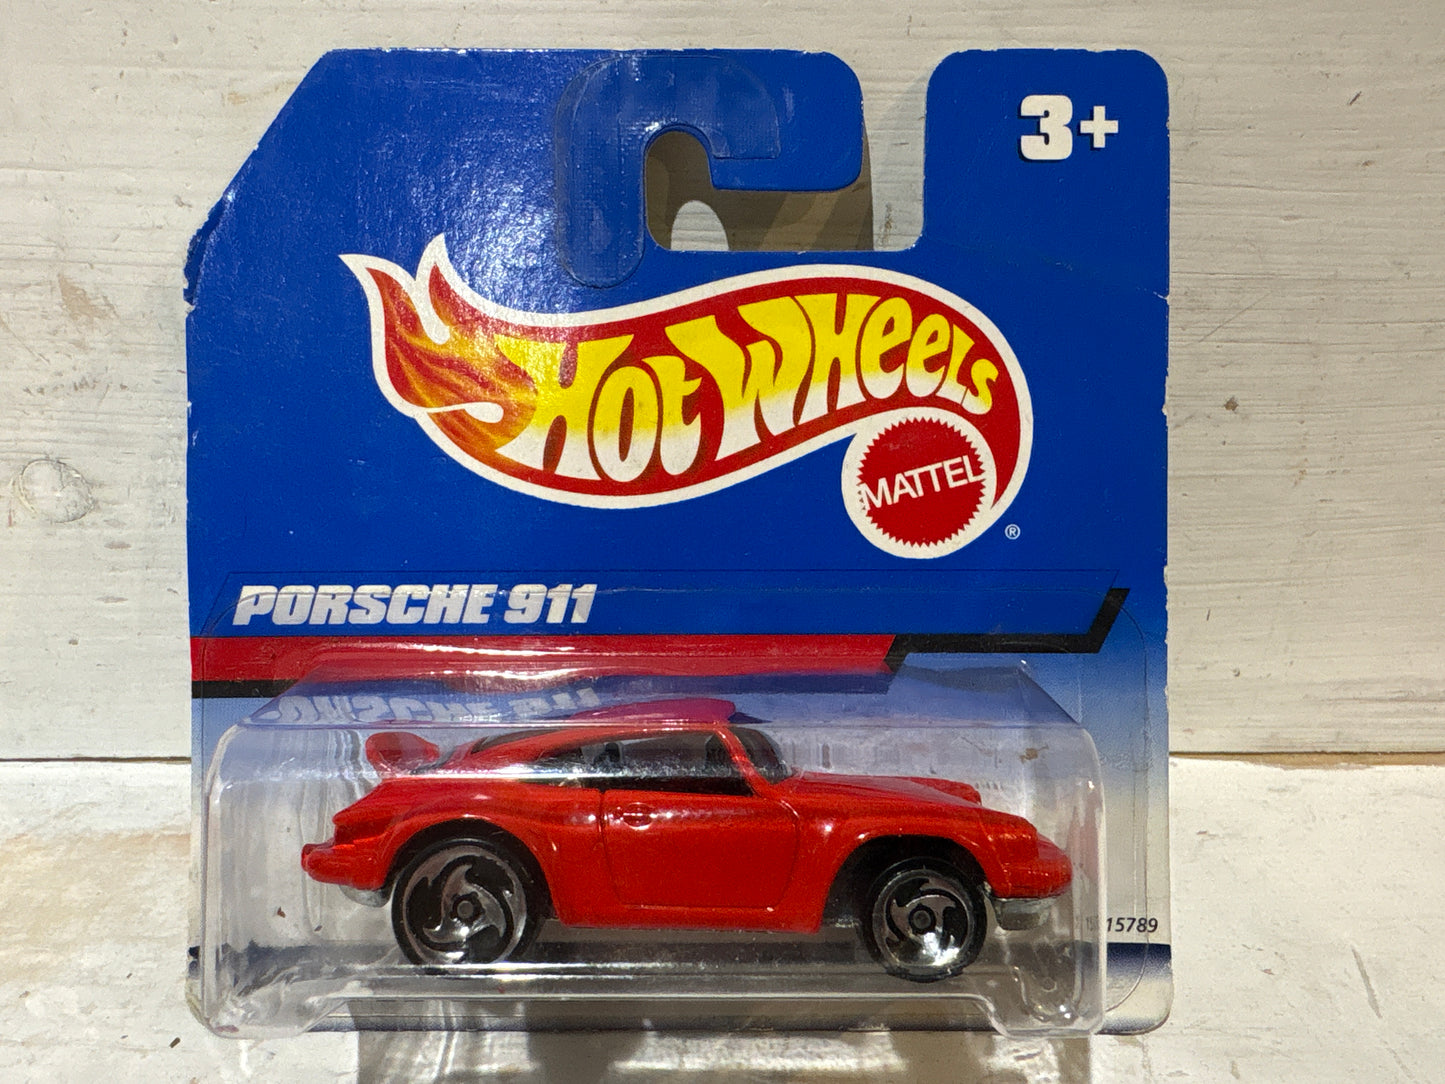 3+
HOT WHEELS
MATTEL
®
PORSCHE 911
15789